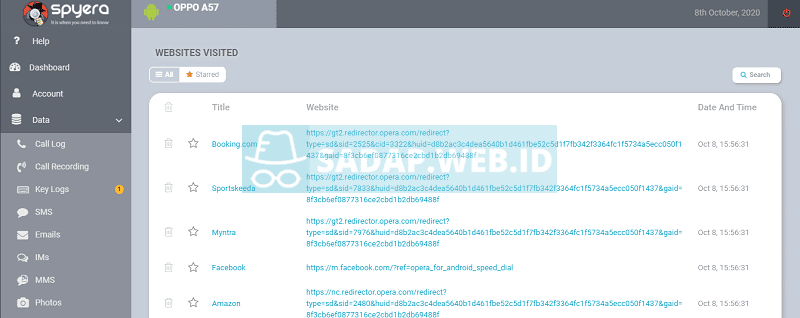 spyera
It is where you need to know
OPPO A57
8th October, 2020
Help
Dashboard
Account
Data
Call Log
Call Recording
Key Logs
1
SMS
Emails
IMs
MMS
Photos
WEBSITES VISITED
All
Starred
Search
Title
Website
Date And Time
Booking.com
https://gt2.redirector.opera.com/redirect?
type=sd&sid=2525&cid=3322&huid=d8b2ac3c4dea5640b1d461fbe52c5d1f7fb342f3364fc1f5734a5ecc050f1
437&gaid=8f3cb6ef0877316ce2cbd1b2db69488f
Oct 8, 15:56:31
Sportskeeda
https://gt2.redirector.opera.com/redirect?
type=sd&sid=7833&huid=d8b2ac3c4dea5640b1d461fbe52c5d1f7fb342f3364fc1f5734a5ecc050f1437&gaid=
8f3cb6ef0877316ce2cbd1b2db69488f
Oct 8, 15:56:31
Myntra
https://gt2.redirector.opera.com/redirect?
type=sd&sid=7976&huid=d8b2ac3c4dea5640b1d461fbe52c5d1f7fb342f3364fc1f5734a5ecc050f1437&gaid=
8f3cb6ef0877316ce2cbd1b2db69488f
Oct 8, 15:56:31
Facebook
https://m.facebook.com/?ref=opera_for_android_speed_dial
Oct 8, 15:56:31
Amazon
https://nc.redirector.opera.com/redirect?
type=sd&sid=2480&huid=d8b2ac3c4dea5640b1d461fbe52c5d1f7fb342f3364fc1f5734a5ecc050f1437&gaid=
8f3cb6ef0877316ce2cbd1b2db69488f
Oct 8, 15:56:31
SADAP.WEB.ID